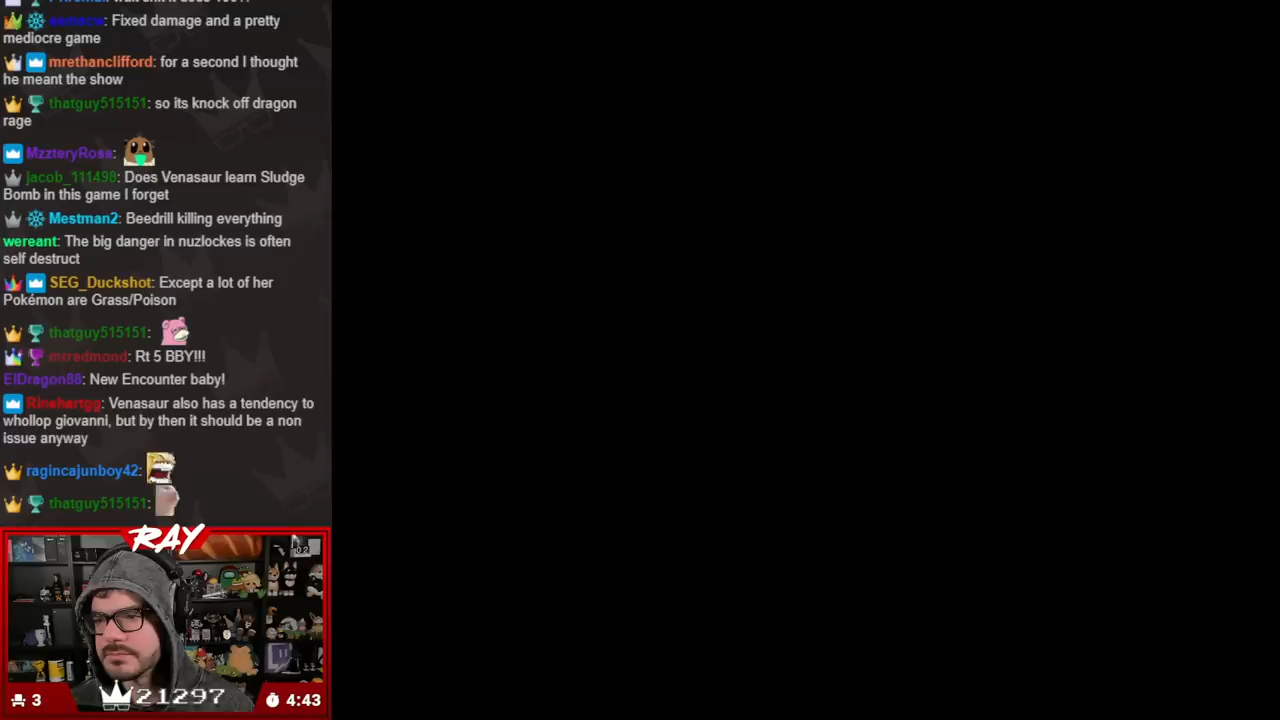 eemacw: Fixed damage and a pretty
mediocre game
mrethanclifford: for a second I thought
he meant the show
thatguy515151: so its knock off dragon
rage
MzzteryRose:
jacob_111498: Does Venasaur learn Sludge
Bomb in this game I forget
Mestman2: Beedrill killing everything
wereant: The big danger in nuzlockes is often
self destruct
SEG_Duckshot: Except a lot of her
Pokémon are Grass/Poison
thatguy515151:
msredmond: Rt 5 BBY!!!
ElDragon88: New Encounter baby!
Rinehartgg: Venasaur also has a tendency to
whollop giovanni, but by then it should be a non
issue anyway
ragincajunboy42:
thatguy515151:
RAY
3
21297
4:43